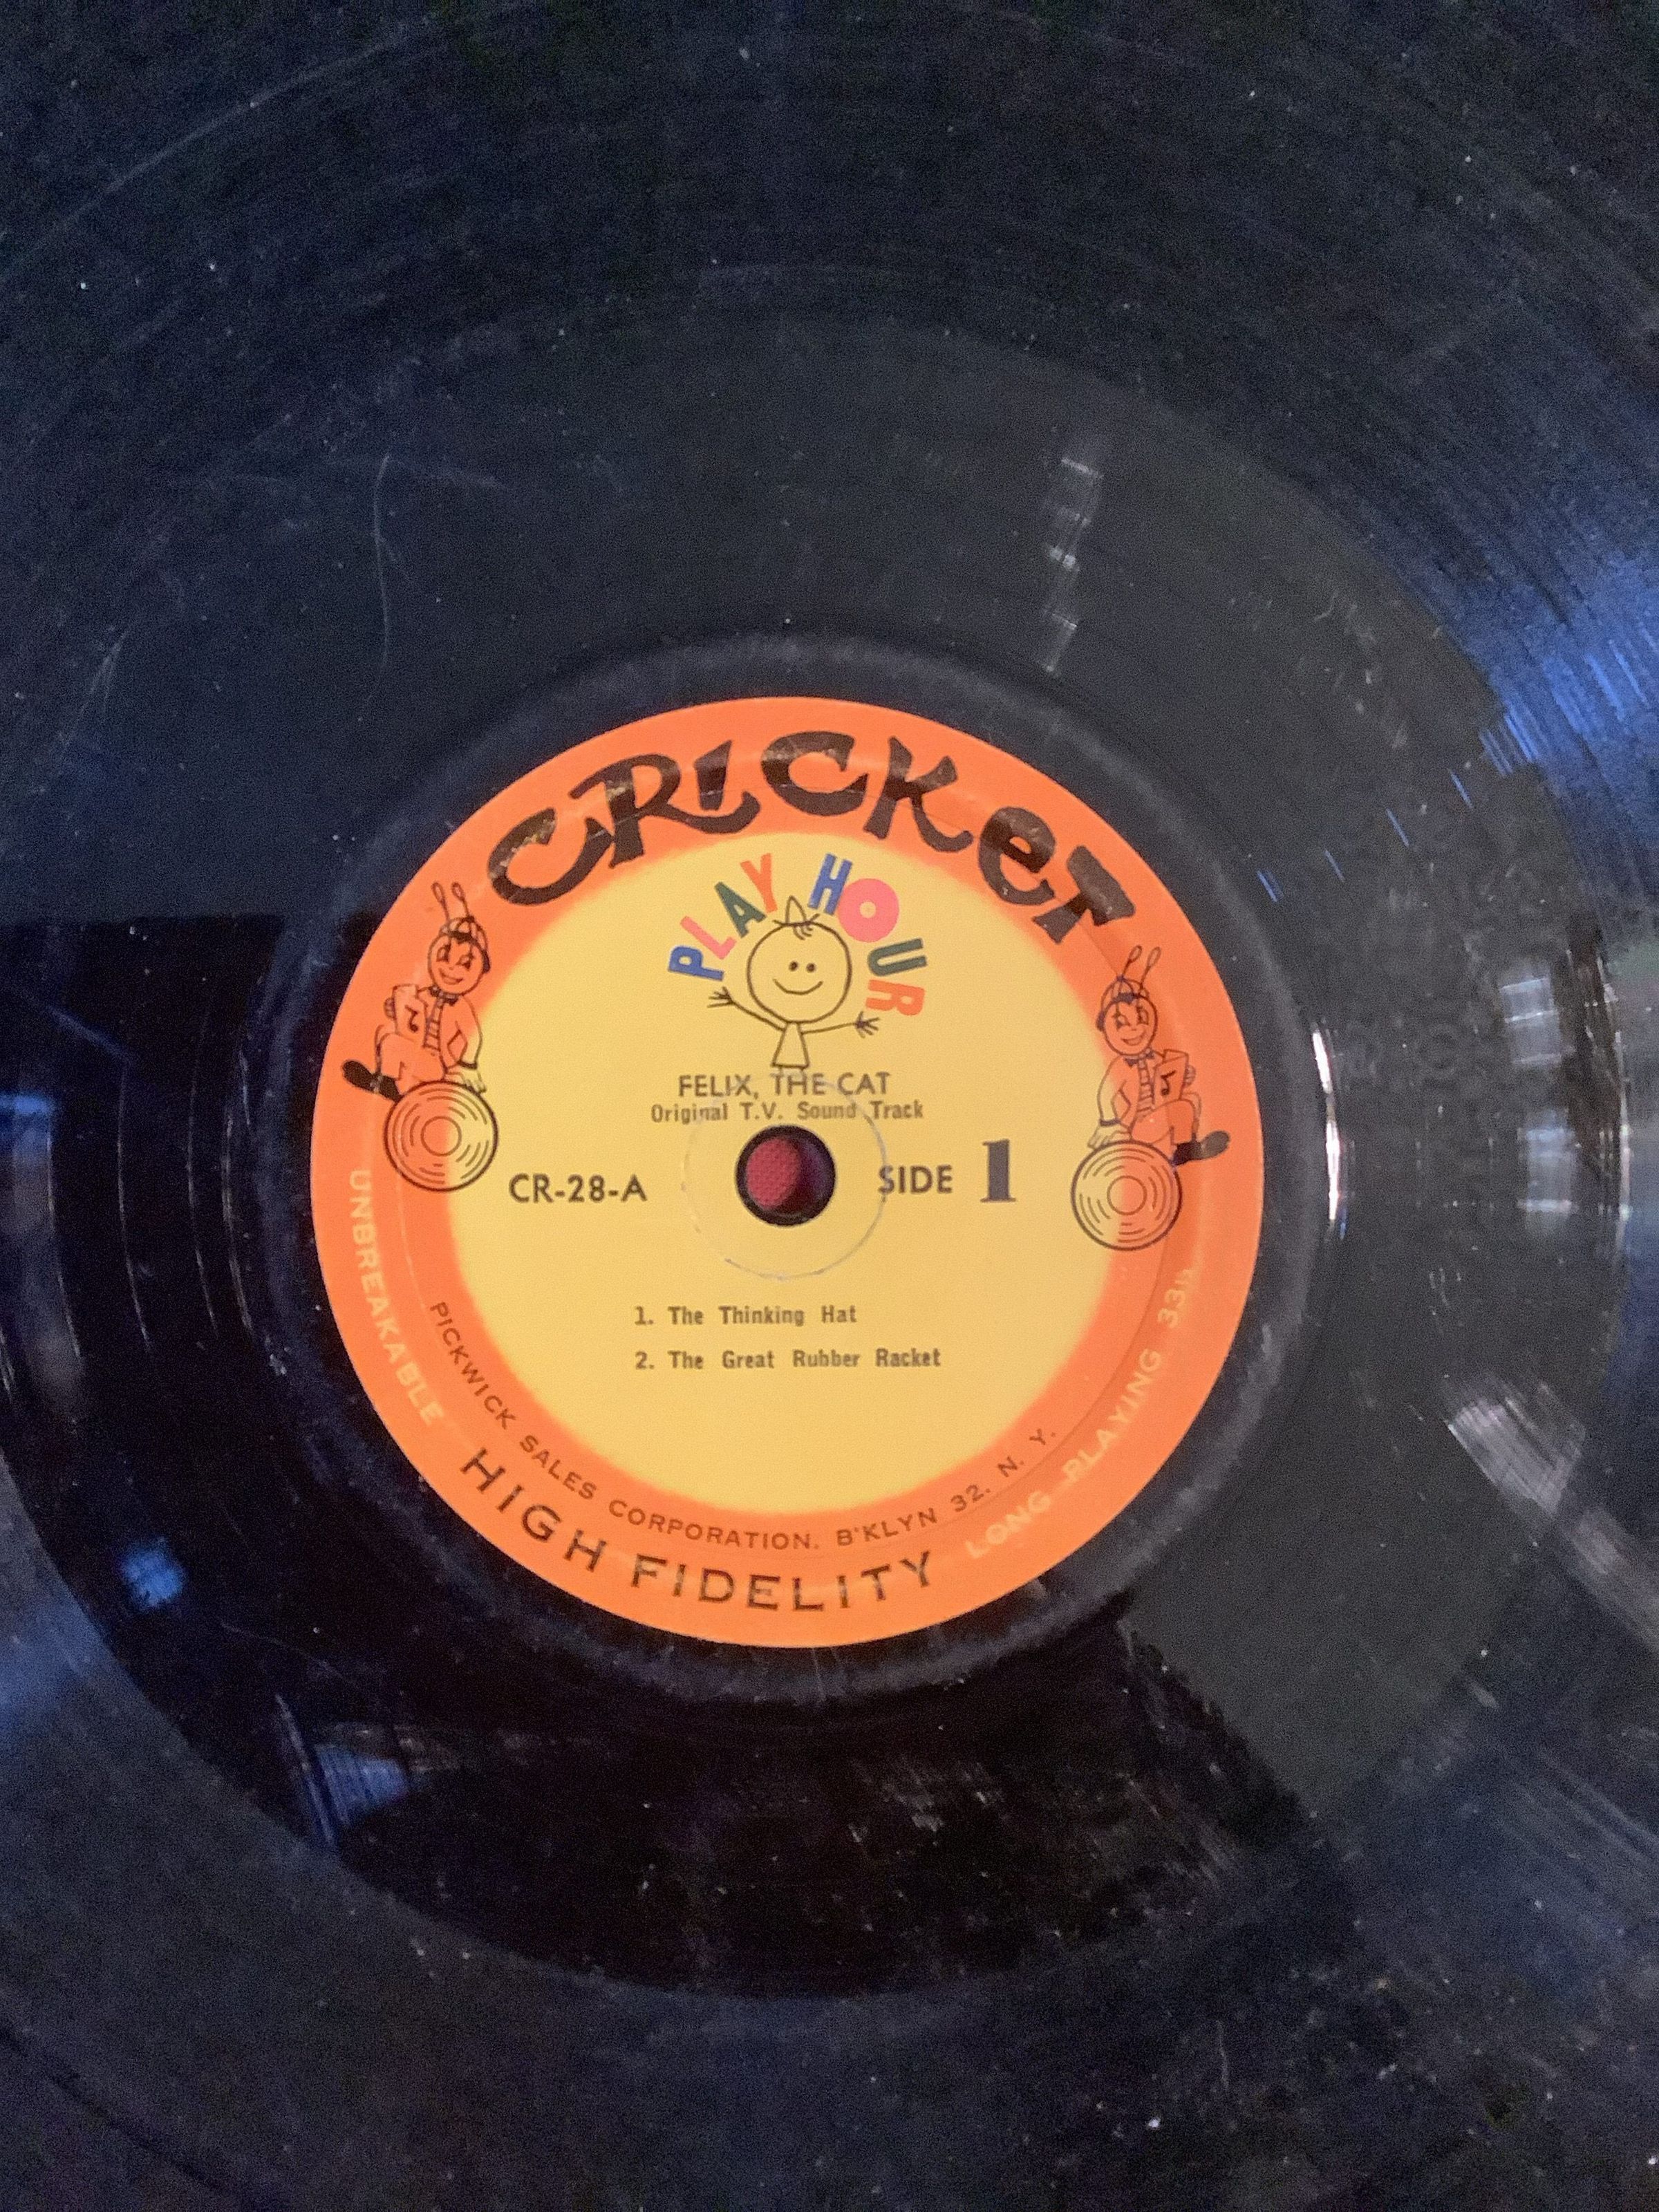 CRICKET
PLAY HOUR
FELIX, THE CAT
Original T.V. Sound Track
CR-28-A
SIDE 1
1. The Thinking Hat
2. The Great Rubber Racket
UNBREAKABLE
PICKWICK SALES CORPORATION. B'KLYN 32. N. Y.
LONG PLAYING 33⅓
HIGH FIDELITY